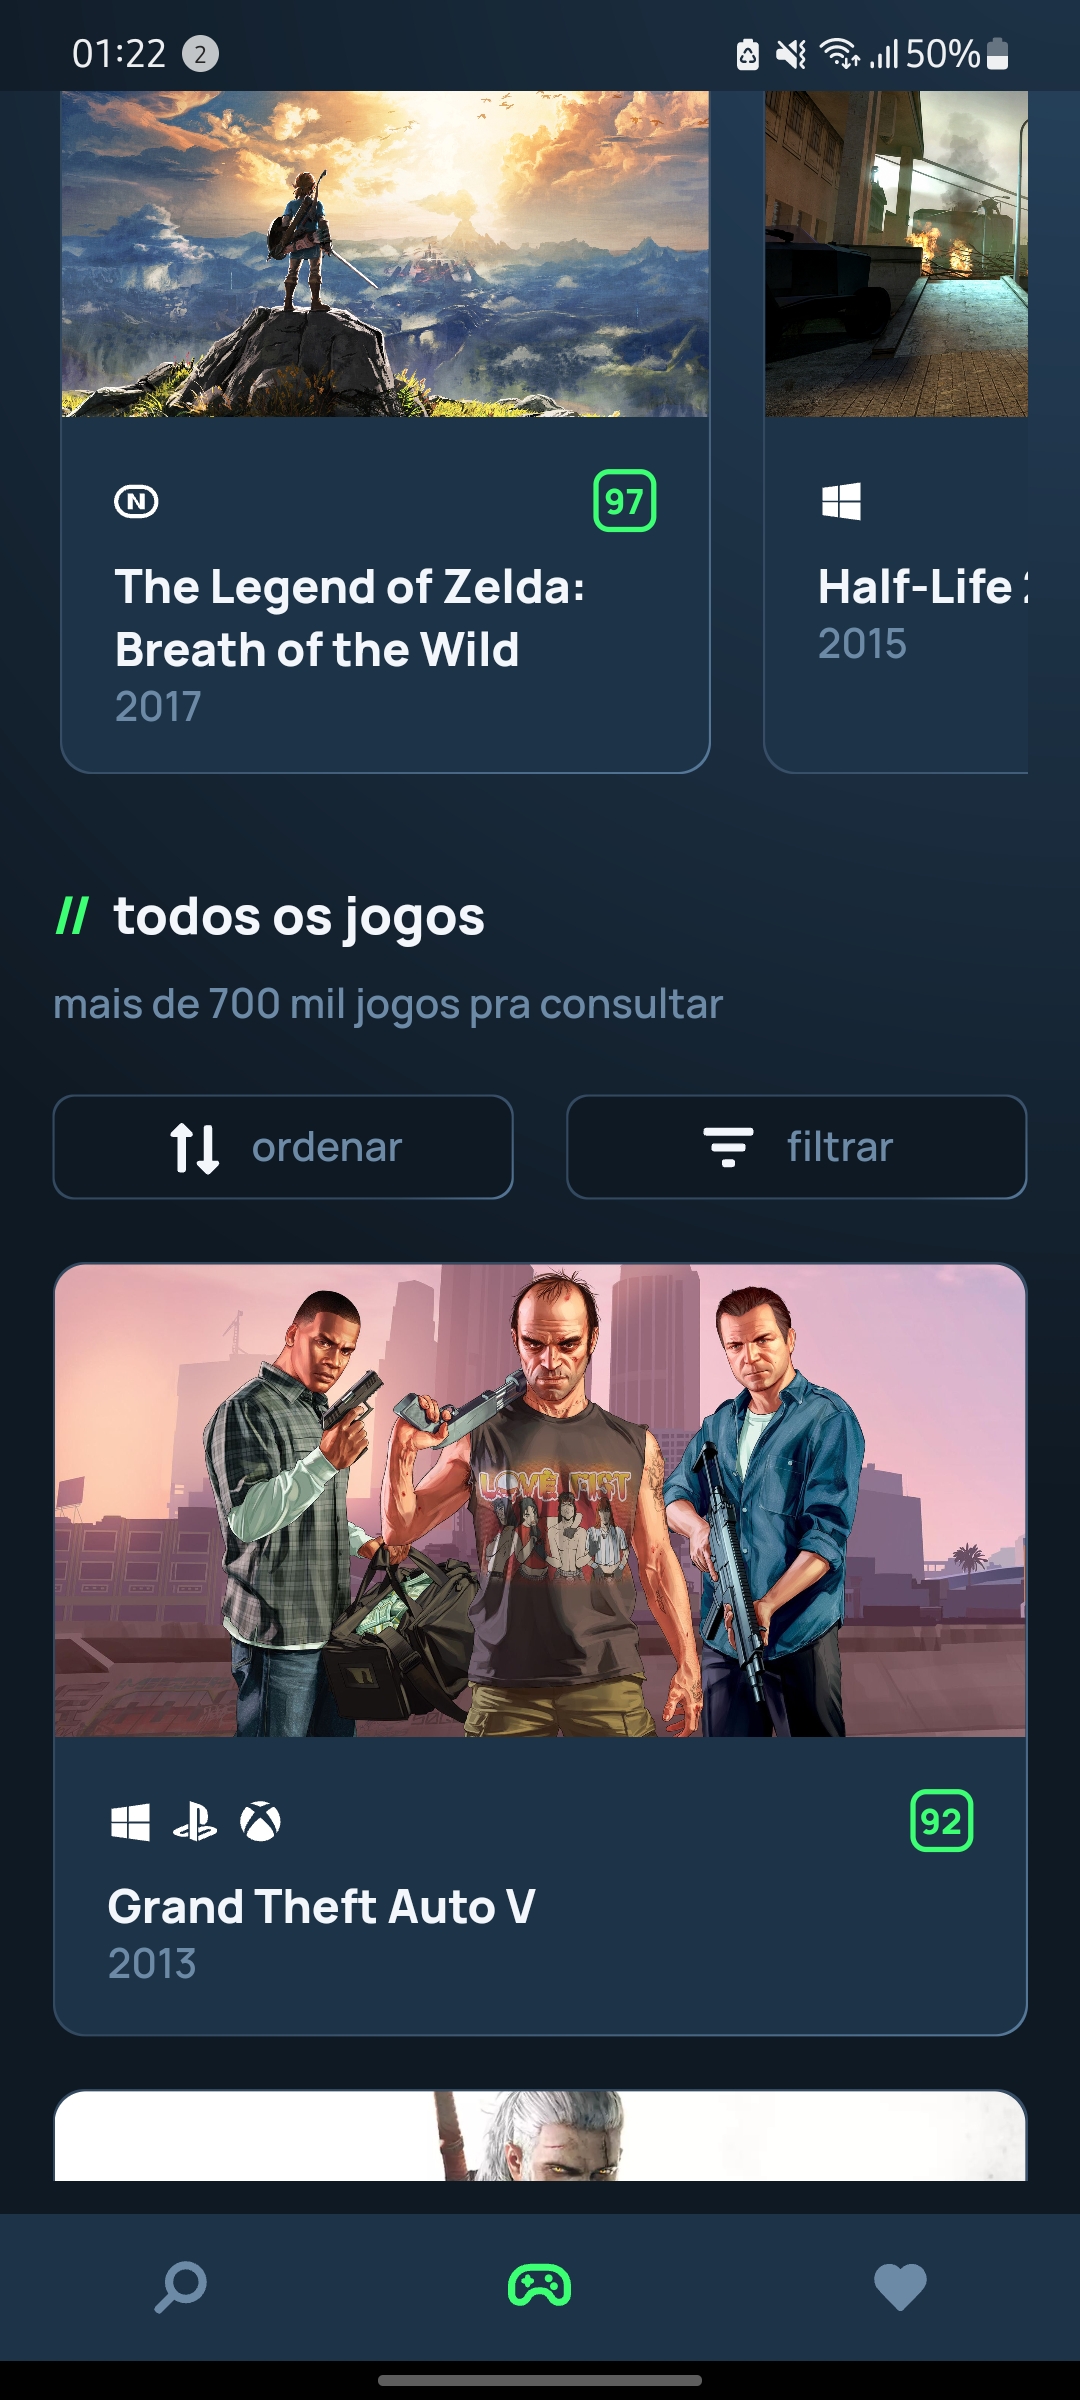 01:22 2 50%
97
The Legend of Zelda:
Breath of the Wild
2017
Half-Life
2015
// todos os jogos
mais de 700 mil jogos pra consultar
ordenar
filtrar
LOVE FIST
92
Grand Theft Auto V
2013